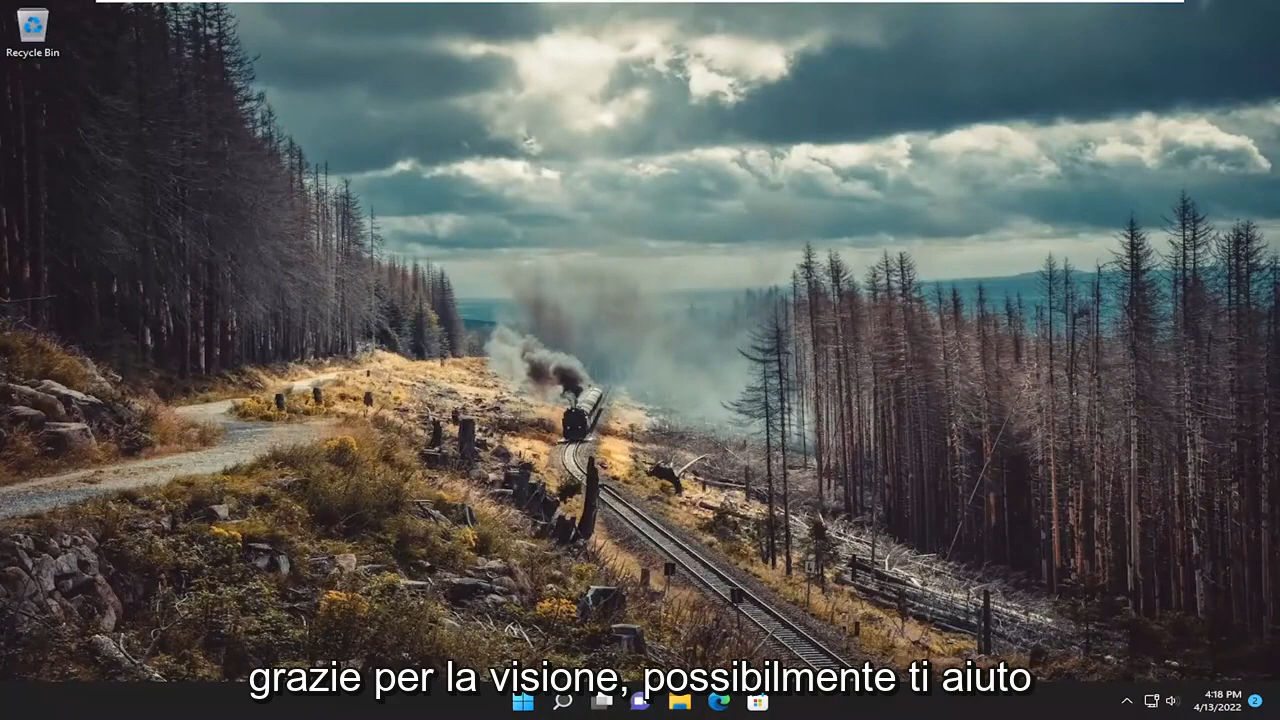 Recycle Bin
grazie per la visione, possibilmente ti aiuto
4:18 PM
4/13/2022
2